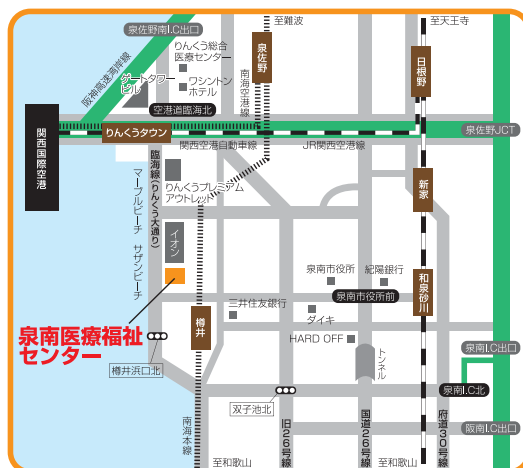 至難波
至天王寺
泉佐野南I.C出口
りんくう総合
医療センター
ワシントン
ホテル
ゲートタワー
ビル
阪神高速湾岸線
南海空港線
泉佐野
日根野
空港道臨海北
関西国際空港
りんくうタウン
泉佐野JCT
関西空港自動車線
JR関西空港線
臨海線(りんくう大通り)
りんくうプレミアム
アウトレット
マーブルビーチ サザンビーチ
イオン
新家
泉南市役所
紀陽銀行
和泉砂川
泉南市役所前
三井住友銀行
ダイキ
樽井
泉南医療福祉
センター
HARD OFF
トンネル
樽井浜口北
泉南I.C出口
泉南I.C北
双子池北
阪南I.C出口
南海本線
旧26号線
国道26号線
府道30号線
至和歌山
至和歌山